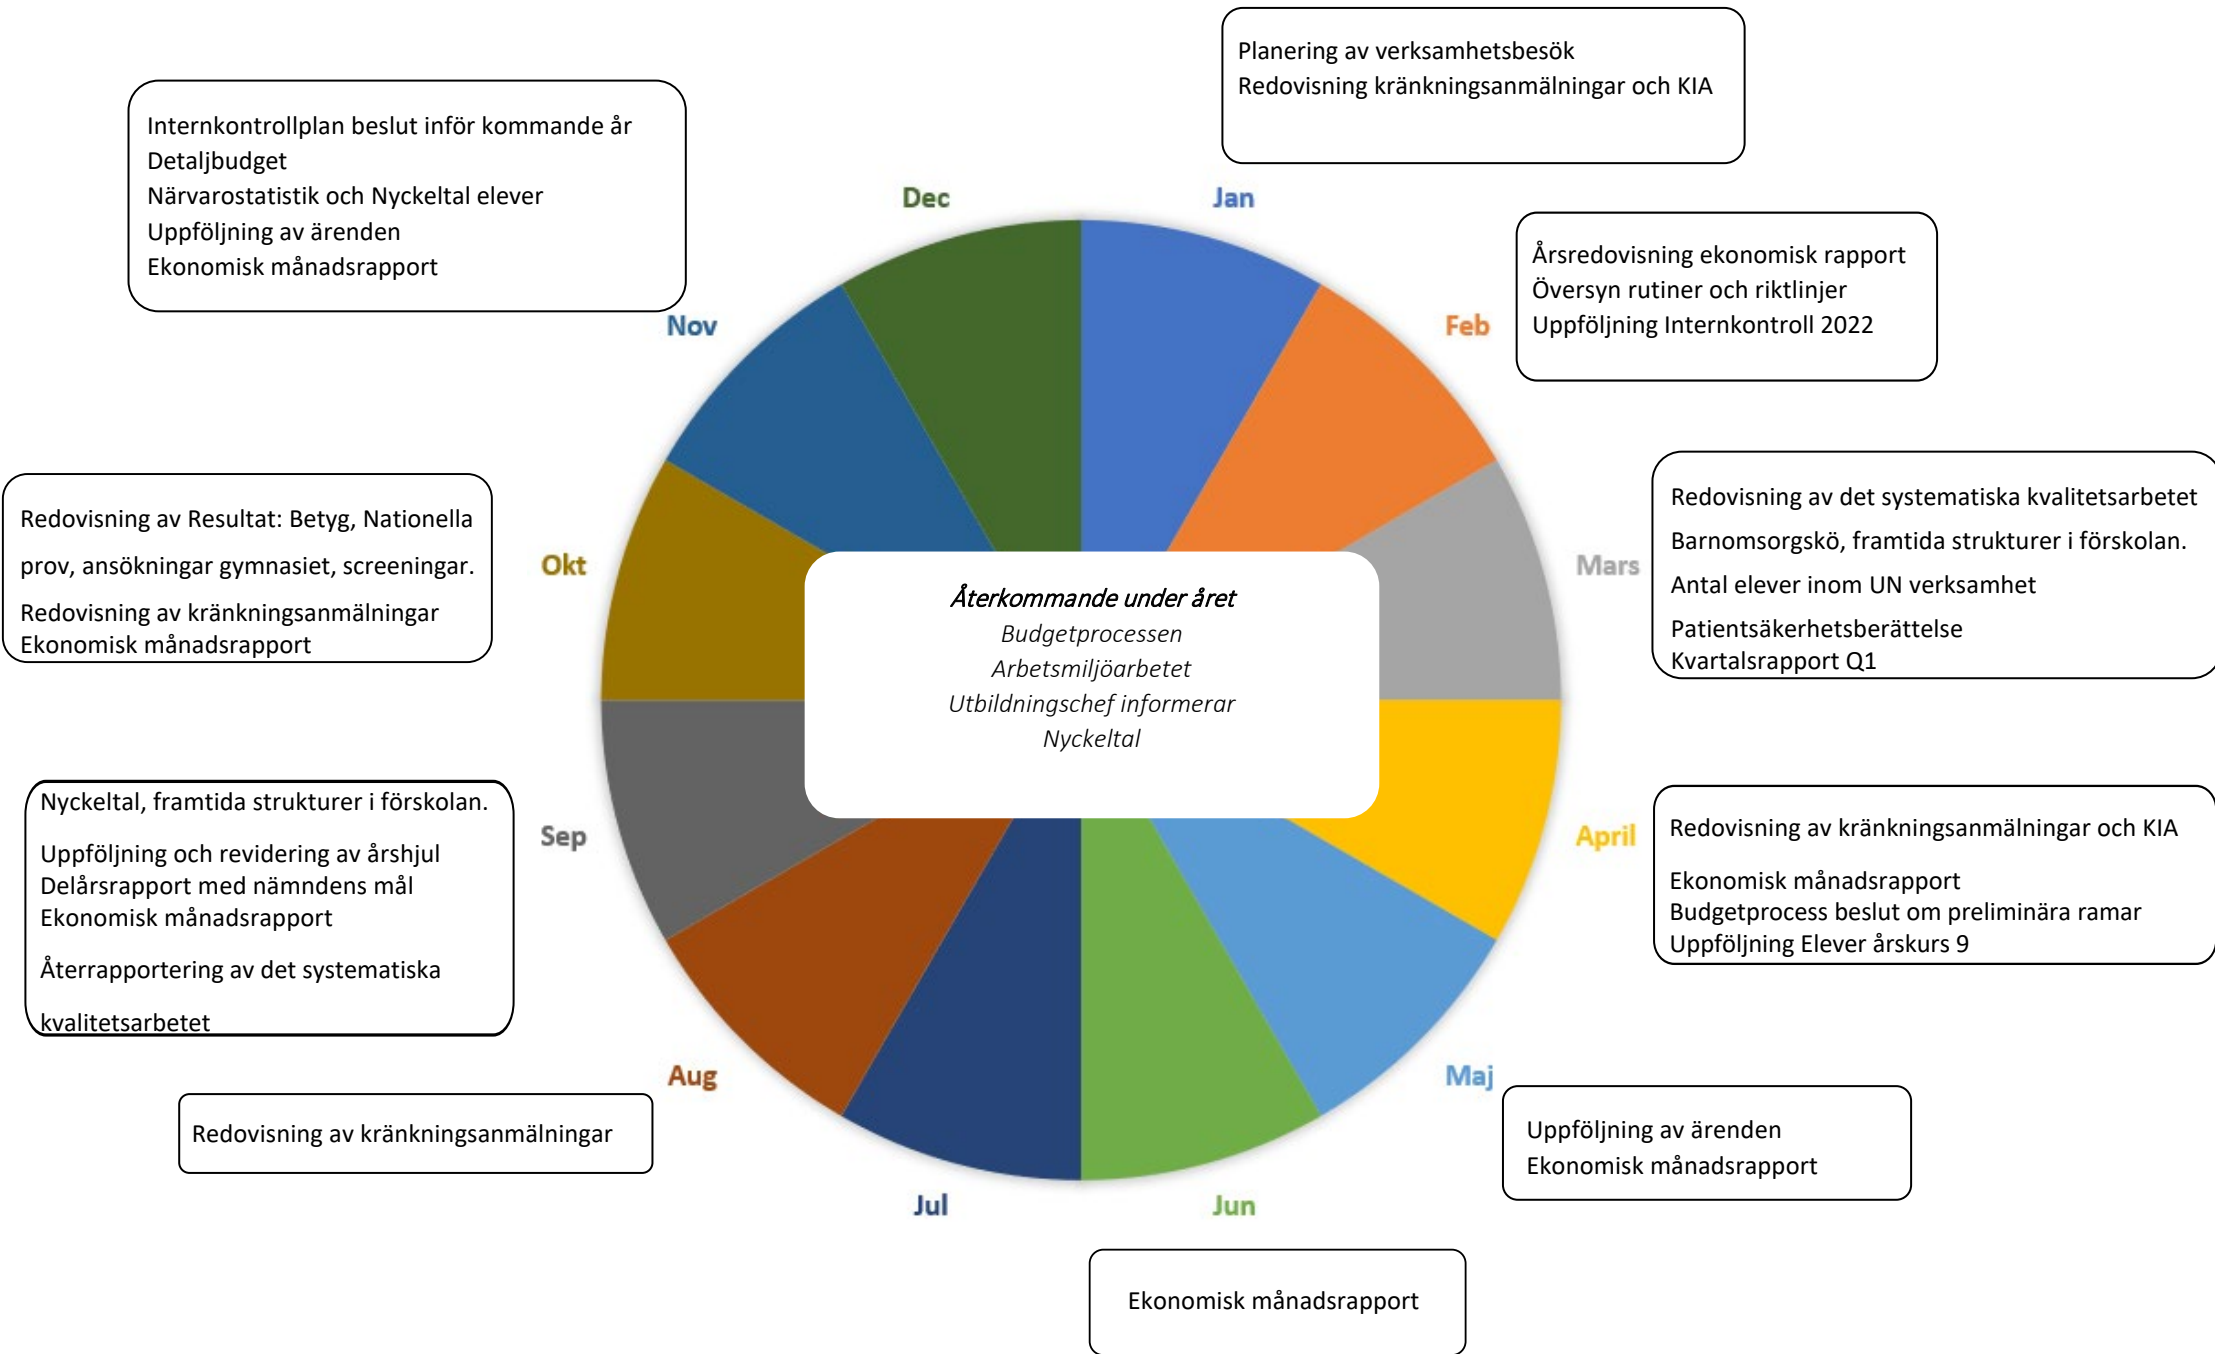 Planering av verksamhetsbesök
Redovisning kränkningsanmälningar och KIA
Internkontrollplan beslut inför kommande år
Detaljbudget
Närvarostatistik och Nyckeltal elever
Uppföljning av ärenden
Ekonomisk månadsrapport
Dec
Jan
Årsredovisning ekonomisk rapport
Översyn rutiner och riktlinjer
Uppföljning Internkontroll 2022
Nov
Feb
Redovisning av Resultat: Betyg, Nationella
prov, ansökningar gymnasiet, screeningar.
Redovisning av kränkningsanmälningar
Ekonomisk månadsrapport
Okt
Mars
Redovisning av det systematiska kvalitetsarbetet
Barnomsorgskö, framtida strukturer i förskolan.
Antal elever inom UN verksamhet
Patientsäkerhetsberättelse
Kvartalsrapport Q1
Återkommande under året
Budgetprocessen
Arbetsmiljöarbetet
Utbildningschef informerar
Nyckeltal
Nyckeltal, framtida strukturer i förskolan.
Uppföljning och revidering av årshjul
Delårsrapport med nämndens mål
Ekonomisk månadsrapport
Återrapportering av det systematiska
kvalitetsarbetet
Sep
April
Redovisning av kränkningsanmälningar och KIA
Ekonomisk månadsrapport
Budgetprocess beslut om preliminära ramar
Uppföljning Elever årskurs 9
Aug
Maj
Redovisning av kränkningsanmälningar
Uppföljning av ärenden
Ekonomisk månadsrapport
Jul
Jun
Ekonomisk månadsrapport